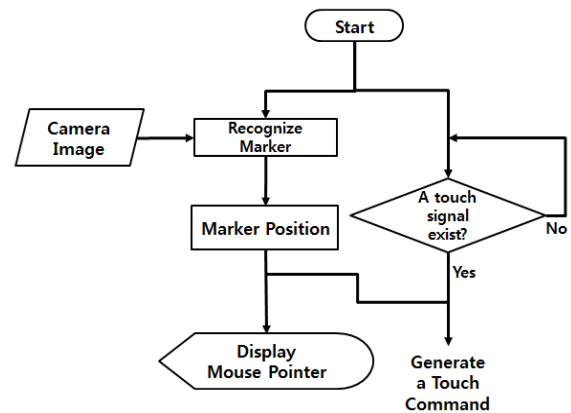 Start
Camera
Image
Recognize
Marker
A touch
signal
exist?
No
Marker Position
Yes
Display
Mouse Pointer
Generate
a Touch
Command